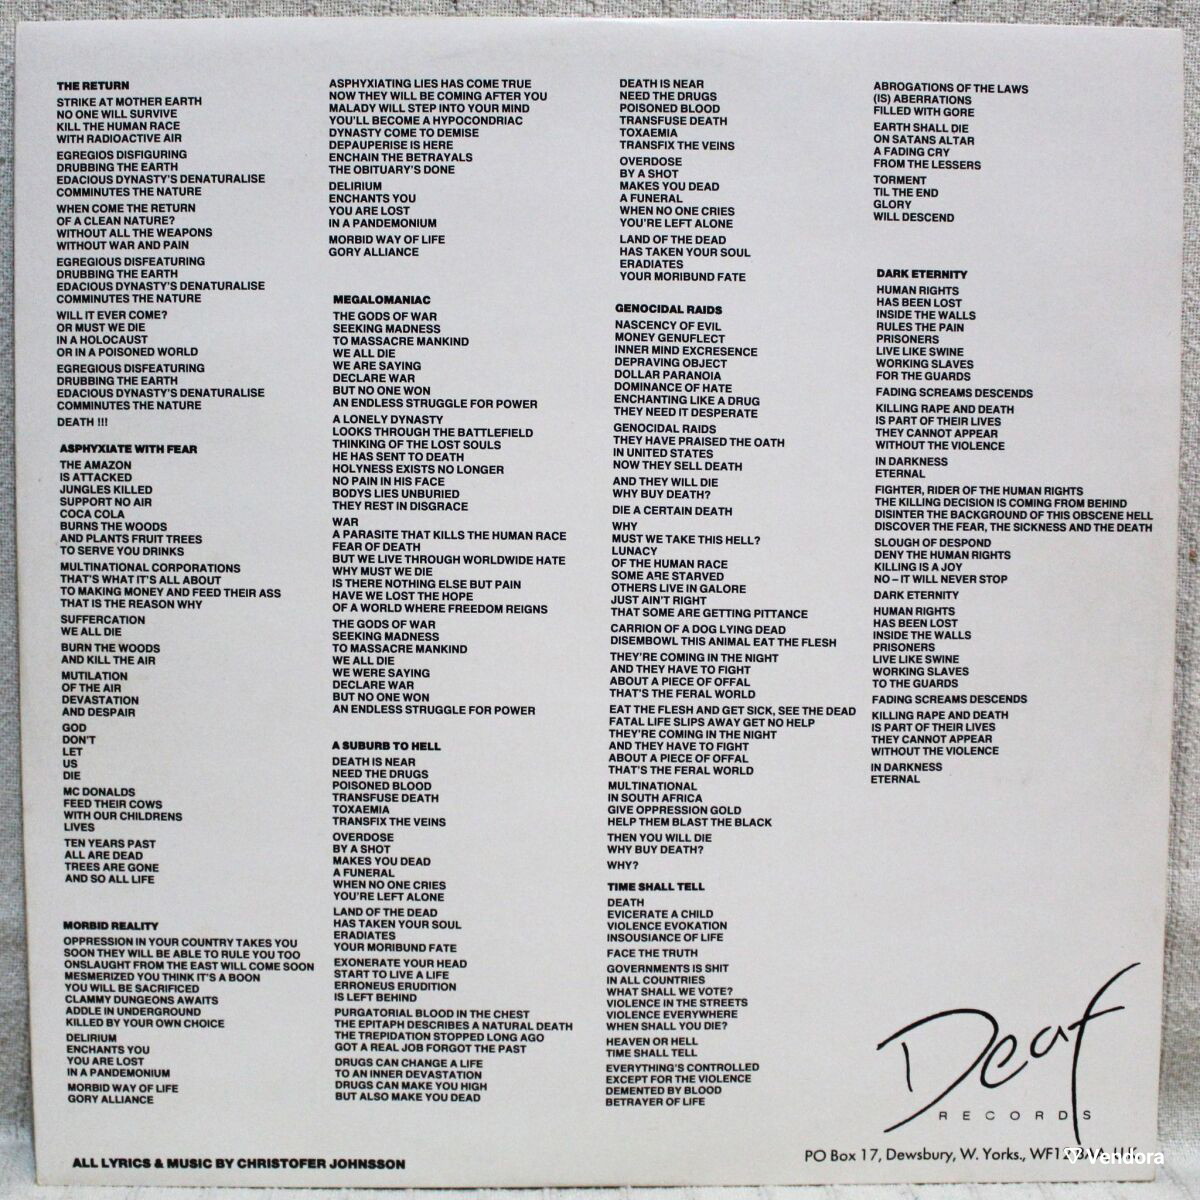 THE RETURN
STRIKE AT MOTHER EARTH
NO ONE WILL SURVIVE
KILL THE HUMAN RACE
WITH RADIOACTIVE AIR
EGREGIOS DISFIGURING
DRUBBING THE EARTH
EDACIOUS DYNASTY'S DENATURALISE
COMMINUTES THE NATURE
WHEN COME THE RETURN
OF A CLEAN NATURE?
WITHOUT ALL THE WEAPONS
WITHOUT WAR AND PAIN
EGREGIOUS DISFEATURING
DRUBBING THE EARTH
EDACIOUS DYNASTY'S DENATURALISE
COMMINUTES THE NATURE
WILL IT EVER COME?
OR MUST WE DIE
IN A HOLOCAUST
OR IN A POISONED WORLD
EGREGIOUS DISFEATURING
DRUBBING THE EARTH
EDACIOUS DYNASTY'S DENATURALISE
COMMINUTES THE NATURE
DEATH !!!
ASPHYXIATE WITH FEAR
THE AMAZON
IS ATTACKED
JUNGLES KILLED
SUPPORT NO AIR
COCA COLA
BURNS THE WOODS
AND PLANTS FRUIT TREES
TO SERVE YOU DRINKS
MULTINATIONAL CORPORATIONS
THAT'S WHAT IT'S ALL ABOUT
TO MAKING MONEY AND FEED THEIR ASS
THAT IS THE REASON WHY
SUFFERCATION
WE ALL DIE
BURN THE WOODS
AND KILL THE AIR
MUTILATION
OF THE AIR
DEVASTATION
AND DESPAIR
GOD
DON'T
LET
US
DIE
MC DONALDS
FEED THEIR COWS
WITH OUR CHILDRENS
LIVES
TEN YEARS PAST
ALL ARE DEAD
TREES ARE GONE
AND SO ALL LIFE
MORBID REALITY
OPPRESSION IN YOUR COUNTRY TAKES YOU
SOON THEY WILL BE ABLE TO RULE YOU TOO
ONSLAUGHT FROM THE EAST WILL COME SOON
MESMERIZED YOU THINK IT'S A BOON
YOU WILL BE SACRIFICED
CLAMMY DUNGEONS AWAITS
ADDLE IN UNDERGROUND
KILLED BY YOUR OWN CHOICE
DELIRIUM
ENCHANTS YOU
YOU ARE LOST
IN A PANDEMONIUM
MORBID WAY OF LIFE
GORY ALLIANCE
ASPHYXIATING LIES HAS COME TRUE
NOW THEY WILL BE COMING AFTER YOU
MALADY WILL STEP INTO YOUR MIND
YOU'LL BECOME A HYPOCONDRIAC
DYNASTY COME TO DEMISE
DEPAUPERISE IS HERE
ENCHAIN THE BETRAYALS
THE OBITUARY'S DONE
DELIRIUM
ENCHANTS YOU
YOU ARE LOST
IN A PANDEMONIUM
MORBID WAY OF LIFE
GORY ALLIANCE
MEGALOMANIAC
THE GODS OF WAR
SEEKING MADNESS
TO MASSACRE MANKIND
WE ALL DIE
WE ARE SAYING
DECLARE WAR
BUT NO ONE WON
AN ENDLESS STRUGGLE FOR POWER
A LONELY DYNASTY
LOOKS THROUGH THE BATTLEFIELD
THINKING OF THE LOST SOULS
HE HAS SENT TO DEATH
HOLYNESS EXISTS NO LONGER
NO PAIN IN HIS FACE
BODYS LIES UNBURIED
THEY REST IN DISGRACE
WAR
A PARASITE THAT KILLS THE HUMAN RACE
FEAR OF DEATH
BUT WE LIVE THROUGH WORLDWIDE HATE
WHY MUST WE DIE
IS THERE NOTHING ELSE BUT PAIN
HAVE WE LOST THE HOPE
OF A WORLD WHERE FREEDOM REIGNS
THE GODS OF WAR
SEEKING MADNESS
TO MASSACRE MANKIND
WE ALL DIE
WE WERE SAYING
DECLARE WAR
BUT NO ONE WON
AN ENDLESS STRUGGLE FOR POWER
A SUBURB TO HELL
DEATH IS NEAR
NEED THE DRUGS
POISONED BLOOD
TRANSFUSE DEATH
TOXAEMIA
TRANSFIX THE VEINS
OVERDOSE
BY A SHOT
MAKES YOU DEAD
A FUNERAL
WHEN NO ONE CRIES
YOU'RE LEFT ALONE
LAND OF THE DEAD
HAS TAKEN YOUR SOUL
ERADIATES
YOUR MORIBUND FATE
EXONERATE YOUR HEAD
START TO LIVE A LIFE
ERRONEUS ERUDITION
IS LEFT BEHIND
PURGATORIAL BLOOD IN THE CHEST
THE EPITAPH DESCRIBES A NATURAL DEATH
THE TREPIDATION STOPPED LONG AGO
GOT A REAL JOB FORGOT THE PAST
DRUGS CAN CHANGE A LIFE
TO AN INNER DEVASTATION
DRUGS CAN MAKE YOU HIGH
BUT ALSO MAKE YOU DEAD
DEATH IS NEAR
NEED THE DRUGS
POISONED BLOOD
TRANSFUSE DEATH
TOXAEMIA
TRANSFIX THE VEINS
OVERDOSE
BY A SHOT
MAKES YOU DEAD
A FUNERAL
WHEN NO ONE CRIES
YOU'RE LEFT ALONE
LAND OF THE DEAD
HAS TAKEN YOUR SOUL
ERADIATES
YOUR MORIBUND FATE
GENOCIDAL RAIDS
NASCENCY OF EVIL
MONEY GENUFLECT
INNER MIND EXCRESENCE
DEPRAVING OBJECT
DOLLAR PARANOIA
DOMINANCE OF HATE
ENCHANTING LIKE A DRUG
THEY NEED IT DESPERATE
GENOCIDAL RAIDS
THEY HAVE PRAISED THE OATH
IN UNITED STATES
NOW THEY SELL DEATH
AND THEY WILL DIE
WHY BUY DEATH?
DIE A CERTAIN DEATH
WHY
MUST WE TAKE THIS HELL?
LUNACY
OF THE HUMAN RACE
SOME ARE STARVED
OTHERS LIVE IN GALORE
JUST AIN'T RIGHT
THAT SOME ARE GETTING PITTANCE
CARRION OF A DOG LYING DEAD
DISEMBOWL THIS ANIMAL EAT THE FLESH
THEY'RE COMING IN THE NIGHT
AND THEY HAVE TO FIGHT
ABOUT A PIECE OF OFFAL
THAT'S THE FERAL WORLD
EAT THE FLESH AND GET SICK, SEE THE DEAD
FATAL LIFE SLIPS AWAY GET NO HELP
THEY'RE COMING IN THE NIGHT
AND THEY HAVE TO FIGHT
ABOUT A PIECE OF OFFAL
THAT'S THE FERAL WORLD
MULTINATIONAL
IN SOUTH AFRICA
GIVE OPPRESSION GOLD
HELP THEM BLAST THE BLACK
THEN YOU WILL DIE
WHY BUY DEATH?
WHY?
TIME SHALL TELL
DEATH
EVICERATE A CHILD
VIOLENCE EVOKATION
INSOUSIANCE OF LIFE
FACE THE TRUTH
GOVERNMENTS IS SHIT
IN ALL COUNTRIES
WHAT SHALL WE VOTE?
VIOLENCE IN THE STREETS
VIOLENCE EVERYWHERE
WHEN SHALL YOU DIE?
HEAVEN OR HELL
TIME SHALL TELL
EVERYTHING'S CONTROLLED
EXCEPT FOR THE VIOLENCE
DEMENTED BY BLOOD
BETRAYER OF LIFE
ABROGATIONS OF THE LAWS
(IS) ABERRATIONS
FILLED WITH GORE
EARTH SHALL DIE
ON SATANS ALTAR
A FADING CRY
FROM THE LESSERS
TORMENT
TIL THE END
GLORY
WILL DESCEND
DARK ETERNITY
HUMAN RIGHTS
HAS BEEN LOST
INSIDE THE WALLS
RULES THE PAIN
PRISONERS
LIVE LIKE SWINE
WORKING SLAVES
FOR THE GUARDS
FADING SCREAMS DESCENDS
KILLING RAPE AND DEATH
IS PART OF THEIR LIVES
THEY CANNOT APPEAR
WITHOUT THE VIOLENCE
IN DARKNESS
ETERNAL
FIGHTER, RIDER OF THE HUMAN RIGHTS
THE KILLING DECISION IS COMING FROM BEHIND
DISINTER THE BACKGROUND OF THIS OBSCENE HELL
DISCOVER THE FEAR, THE SICKNESS AND THE DEATH
SLOUGH OF DESPOND
DENY THE HUMAN RIGHTS
KILLING IS A JOY
NO – IT WILL NEVER STOP
DARK ETERNITY
HUMAN RIGHTS
HAS BEEN LOST
INSIDE THE WALLS
PRISONERS
LIVE LIKE SWINE
WORKING SLAVES
TO THE GUARDS
FADING SCREAMS DESCENDS
KILLING RAPE AND DEATH
IS PART OF THEIR LIVES
THEY CANNOT APPEAR
WITHOUT THE VIOLENCE
IN DARKNESS
ETERNAL
Deaf
RECORDS
ALL LYRICS & MUSIC BY CHRISTOFER JOHNSSON
PO Box 17, Dewsbury, W. Yorks.,
Vendora